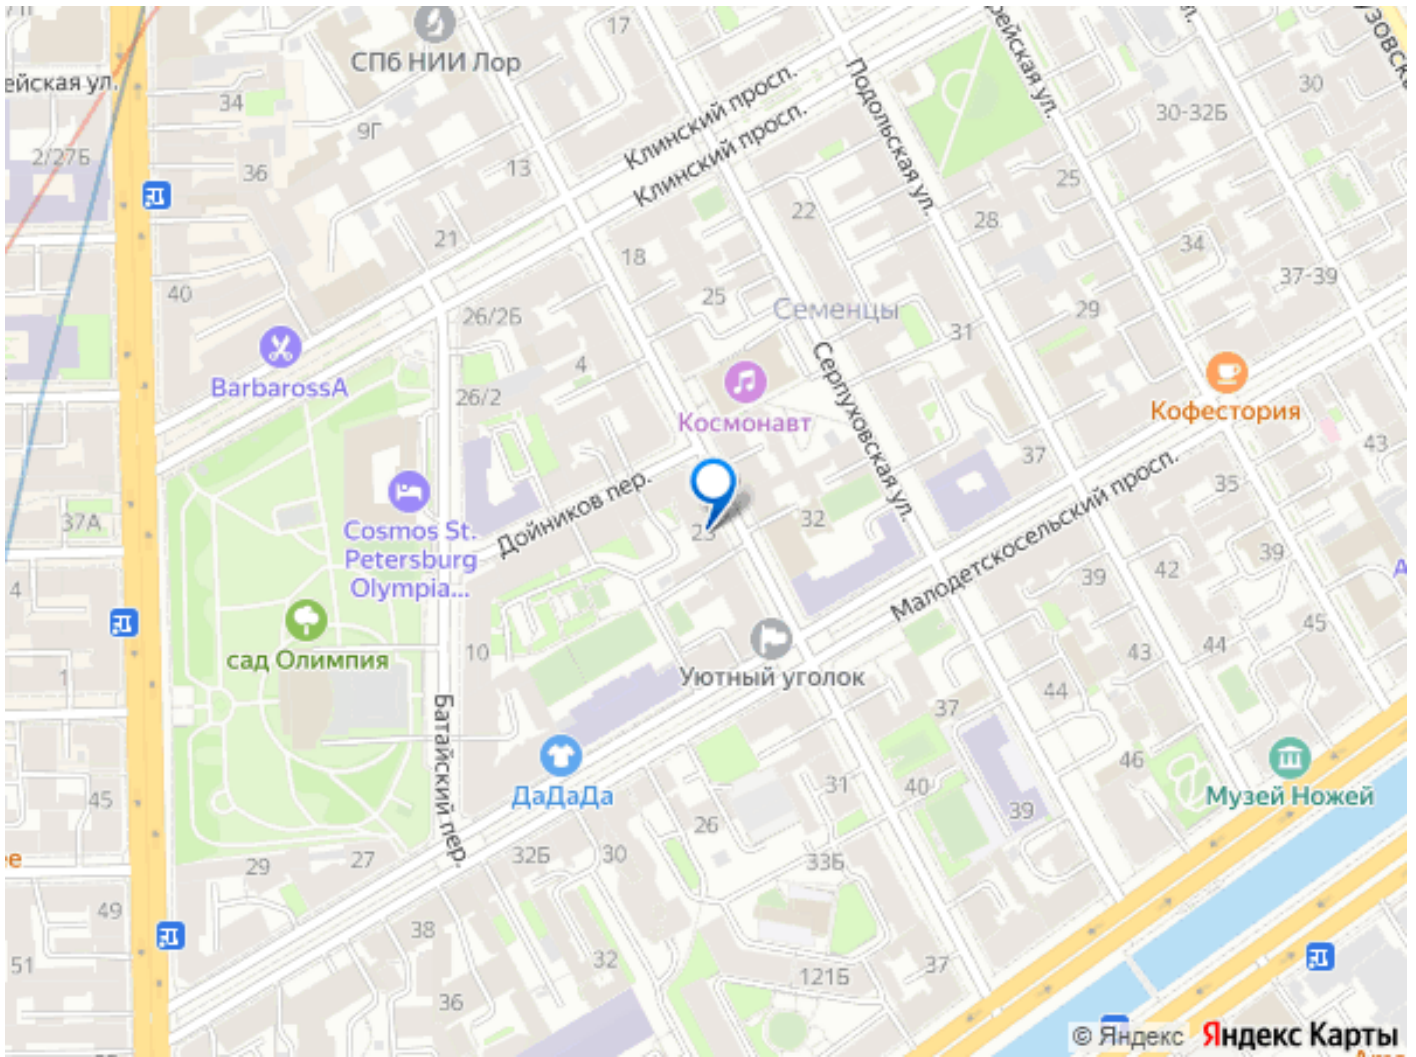 17
СПб НИИ Лор
ейская ул.
34
9Г
Клинский просп.
Клинский просп.
Подольская ул.
30
30-32Б
2/27Б
36
13
25
22
28
21
18
34
37-39
40
25
Семенцы
26/2Б
29
31
4
BarbarossA
Серпуховская ул.
26/2
Космонавт
Кофестория
43
37
Малодетскосельский просп.
35
Дойников пер.
37А
Cosmos St.
Petersburg
Olympia...
23
32
39
39
42
4
45
сад Олимпия
10
Уютный уголок
43
44
1
44
37
Батайский пер.
46
ДаДаДа
31
40
Музей Ножей
45
39
26
29
27
32Б
30
33Б
49
38
51
32
37
121Б
36
© Яндекс Яндекс Карты